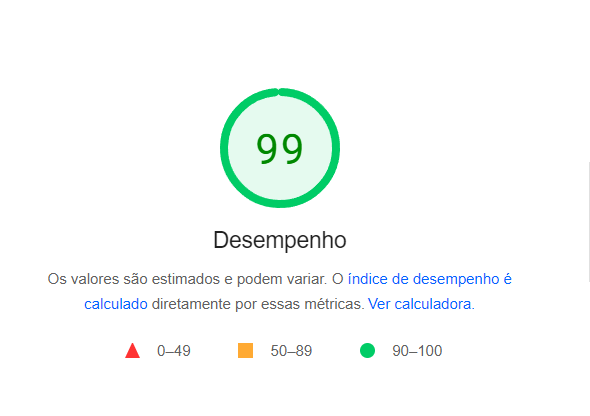 99
Desempenho
Os valores são estimados e podem variar. O índice de desempenho é
calculado diretamente por essas métricas. Ver calculadora.
0–49 50–89 90–100